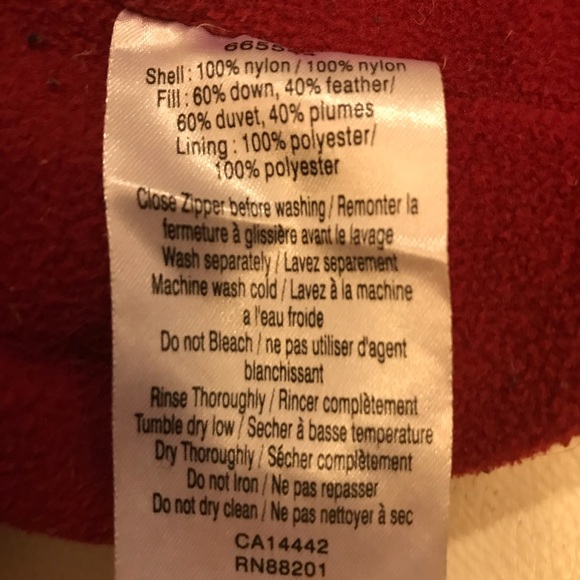 Shell : 100% nylon / 100% nylon
Fill : 60% down, 40% feather/
60% duvet, 40% plumes
Lining : 100% polyester/
100% polyester
Close Zipper before washing / Remonter la
fermeture à glissière avant le lavage
Wash separately / Lavez separement
Machine wash cold / Lavez à la machine
a l'eau froide
Do not Bleach / ne pas utiliser d'agent
blanchissant
Rinse Thoroughly / Rincer complètement
Tumble dry low / Secher à basse temperature
Dry Thoroughly / Sécher complètement
Do not Iron / Ne pas repasser
Do not dry clean / Ne pas nettoyer à sec
CA14442
RN88201